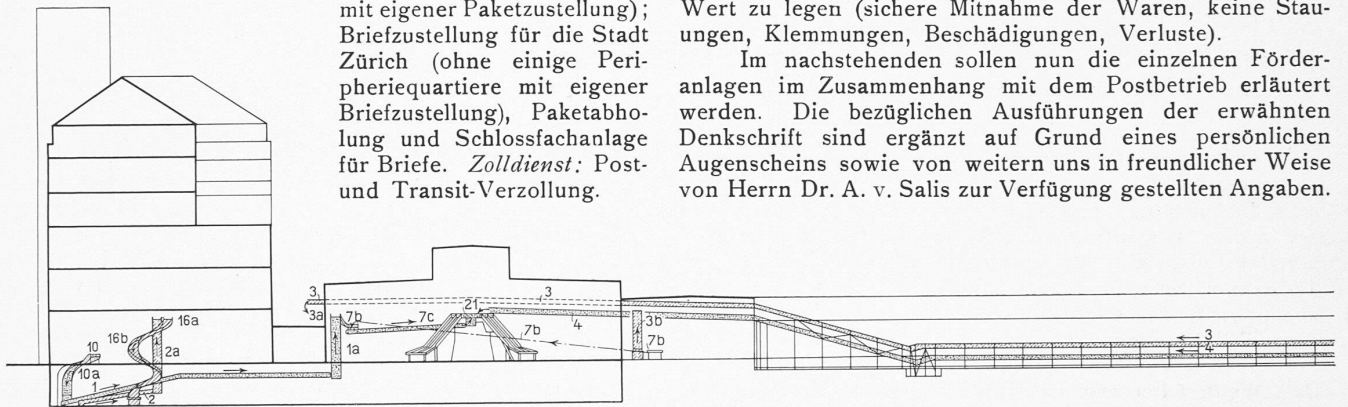 mit eigener Paketzustellung);
Briefzustellung für die Stadt
Zürich (ohne einige Peri-
pheriequartiere mit eigener
Briefzustellung), Paketabho-
lung und Schlossfachanlage
für Briefe. Zolldienst: Post-
und Transit-Verzollung.
Wert zu legen (sichere Mitnahme der Waren, keine Stau-
ungen, Klemmungen, Beschädigungen, Verluste).
Im nachstehenden sollen nun die einzelnen Förder-
anlagen im Zusammenhang mit dem Postbetrieb erläutert
werden. Die bezüglichen Ausführungen der erwähnten
Denkschrift sind ergänzt auf Grund eines persönlichen
Augenscheins sowie von weitern uns in freundlicher Weise
von Herrn Dr. A. v. Salis zur Verfügung gestellten Angaben.
3
3
3a
7b
7c
21
4
3b
7b
7b
1a
16a
16b
2a
10
10a
1
2
3
4